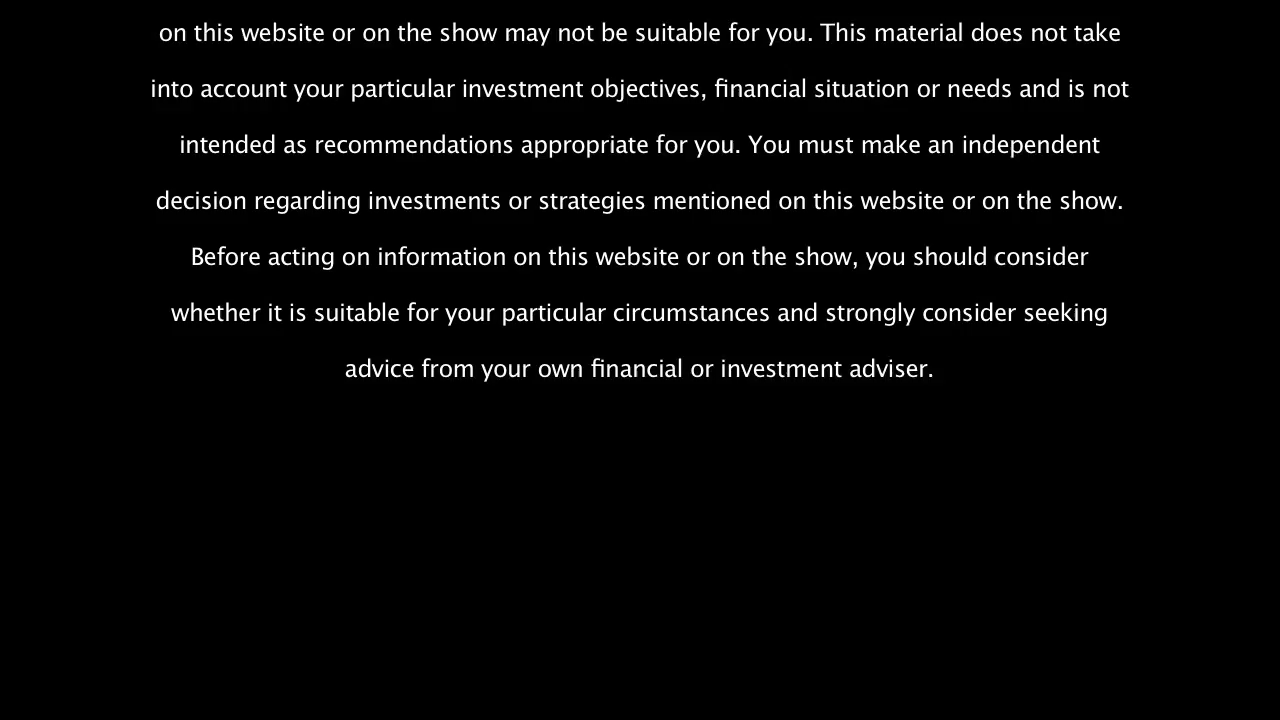 on this website or on the show may not be suitable for you. This material does not take
into account your particular investment objectives, financial situation or needs and is not
intended as recommendations appropriate for you. You must make an independent
decision regarding investments or strategies mentioned on this website or on the show.
Before acting on information on this website or on the show, you should consider
whether it is suitable for your particular circumstances and strongly consider seeking
advice from your own financial or investment adviser.